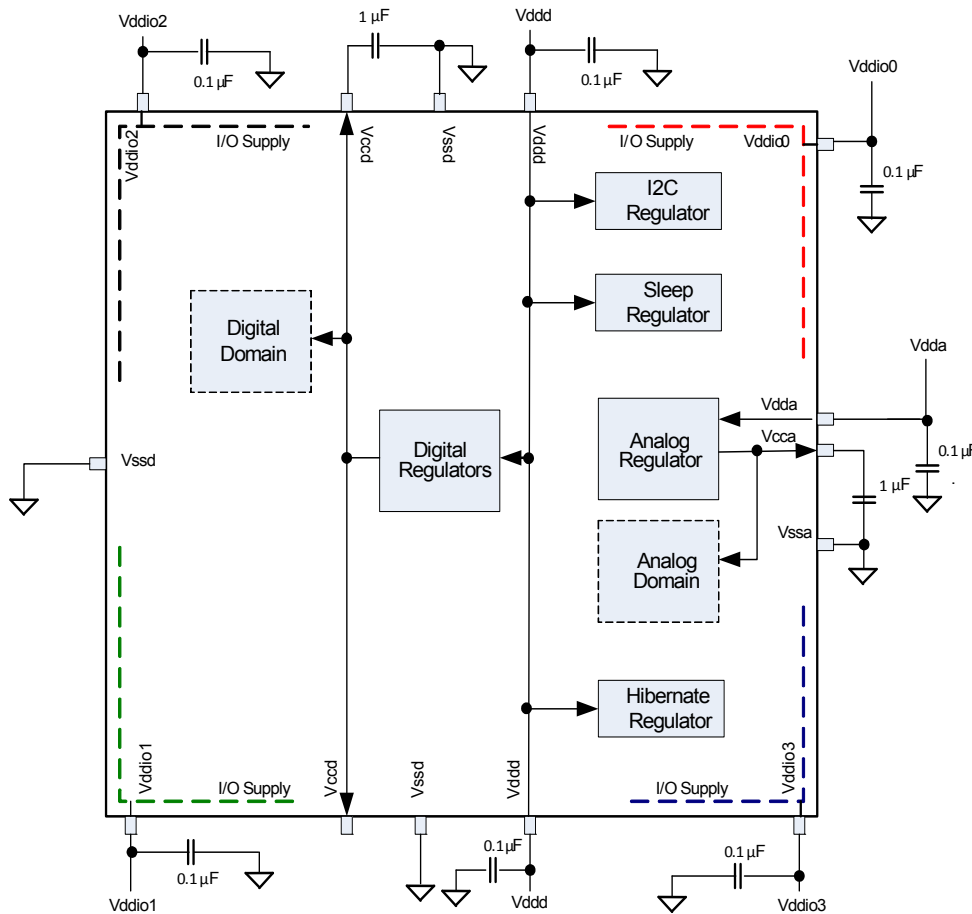 Vddio2
1 µF
Vddd
0.1 µF
0.1 µF
Vddio0
0.1 µF
Vddio2
I/O Supply
Vccd
Vssd
Vddd
I/O Supply
Vddio0
I2C
Regulator
Sleep
Regulator
Digital
Domain
Vdda
Vdda
Digital
Regulators
Analog
Regulator
Vcca
0.1 µF
.
1 µF
Vssd
Vssa
Analog
Domain
Hibernate
Regulator
Vddio1
I/O Supply
Vccd
Vssd
Vddd
I/O Supply
Vddio3
0.1 µF
0.1 µF
0.1 µF
Vddio1
Vddd
Vddio3